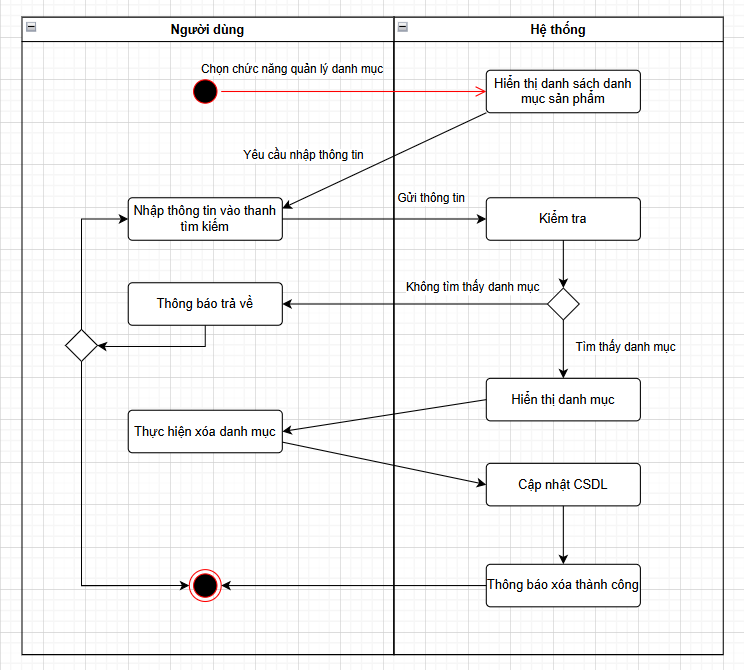 Người dùng
Hệ thống
Chọn chức năng quản lý danh mục
Hiển thị danh sách danh
mục sản phẩm
Yêu cầu nhập thông tin
Nhập thông tin vào thanh
tìm kiếm
Gửi thông tin
Kiểm tra
Không tìm thấy danh mục
Thông báo trả về
Tìm thấy danh mục
Hiển thị danh mục
Thực hiện xóa danh mục
Cập nhật CSDL
Thông báo xóa thành công